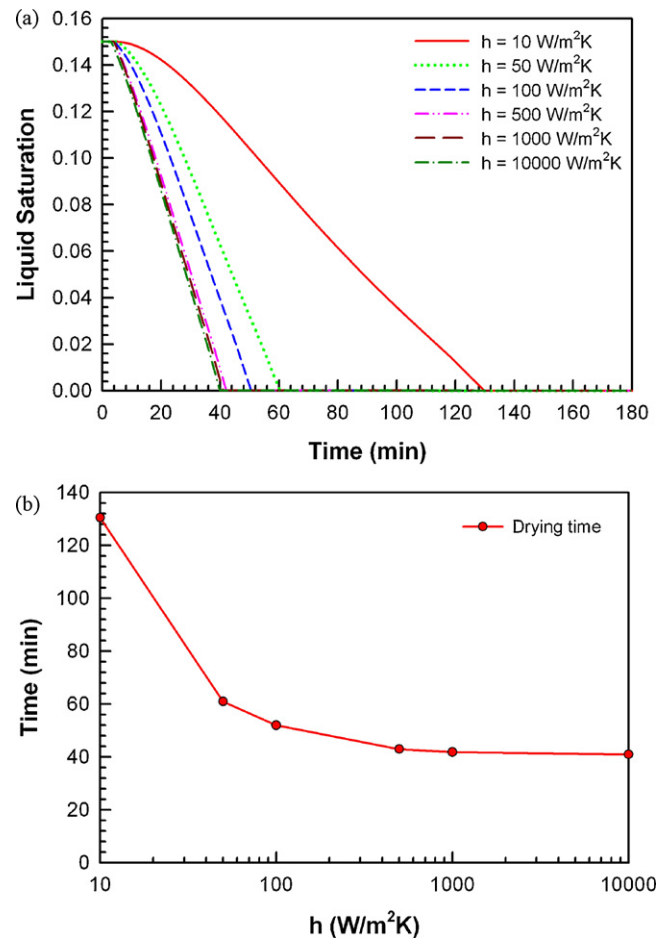 (a)
0.16
0.14
0.12
0.10
0.08
0.06
0.04
0.02
0.00
Liquid Saturation
h = 10 W/m²K
h = 50 W/m²K
h = 100 W/m²K
h = 500 W/m²K
h = 1000 W/m²K
h = 10000 W/m²K
0 20 40 60 80 100 120 140 160 180
Time (min)
(b)
140
120
100
80
60
40
20
0
Time (min)
Drying time
10 100 1000 10000
h (W/m²K)